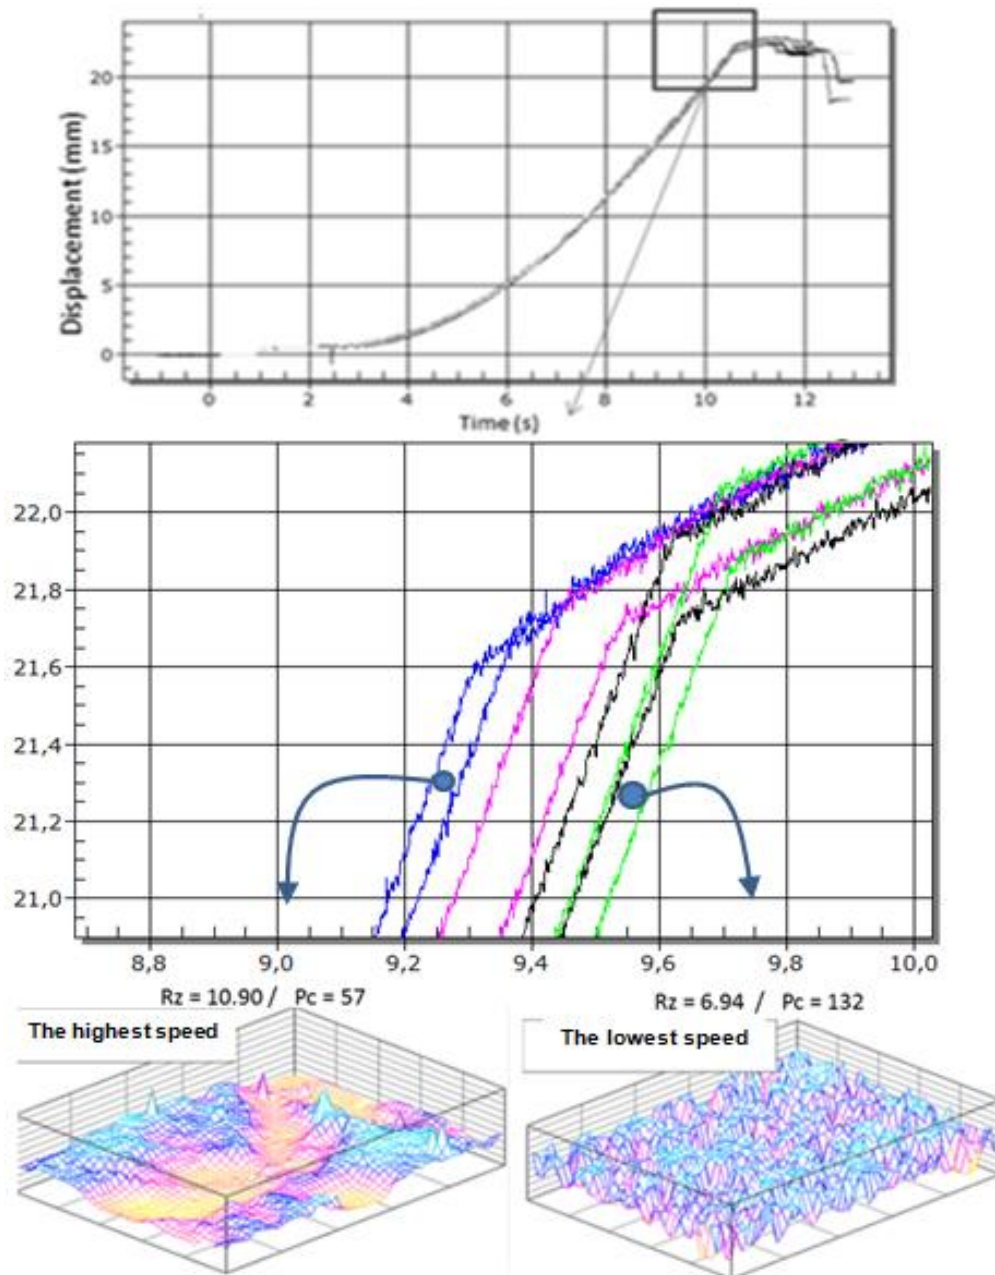 20
15
10
5
0
Displacement (mm)
0 2 4 6 8 10 12
Time (s)
22,0
21,8
21,6
21,4
21,2
21,0
8,8 9,0 9,2 9,4 9,6 9,8 10,0
Rz = 10.90 / Pc = 57 Rz = 6.94 / Pc = 132
The highest speed The lowest speed